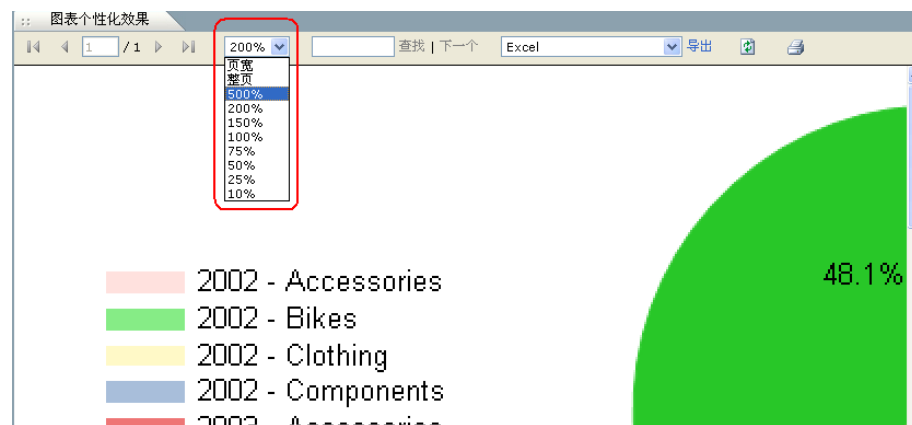 图表个性化效果
1 / 1 200% 查找 | 下一个 Excel 导出
页宽
整页
500%
200%
150%
100%
75%
50%
25%
10%
48.1%
2002 - Accessories
2002 - Bikes
2002 - Clothing
2002 - Components